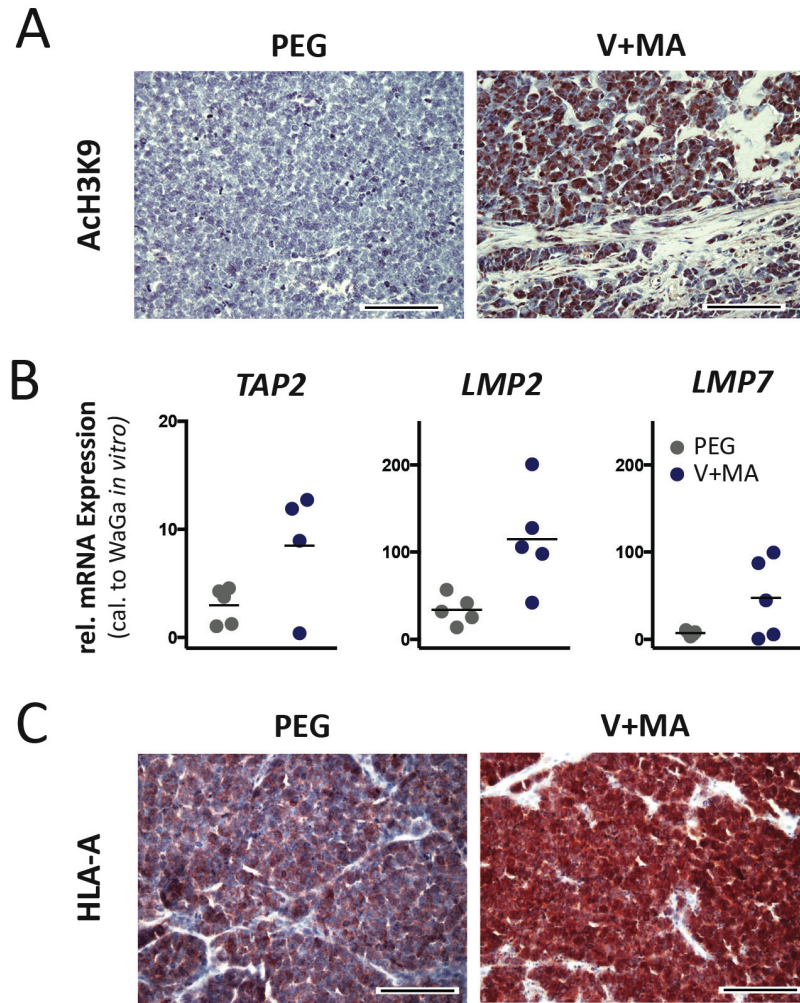 A
PEG
V+MA
AcH3K9
B
TAP2
LMP2
LMP7
rel. mRNA Expression
(cal. to WaGa in vitro)
20
10
0
200
100
0
200
100
0
PEG
V+MA
C
PEG
V+MA
HLA-A